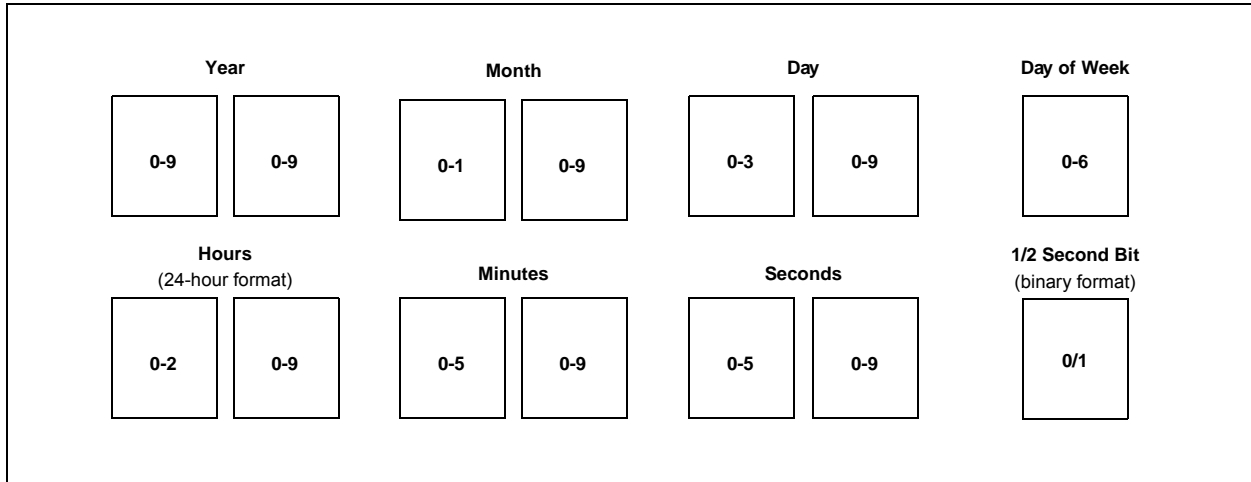 Year Month Day Day of Week
0-9 0-9 0-1 0-9 0-3 0-9 0-6
Hours 1/2 Second Bit
(24-hour format) Minutes Seconds (binary format)
0-2 0-9 0-5 0-9 0-5 0-9 0/1